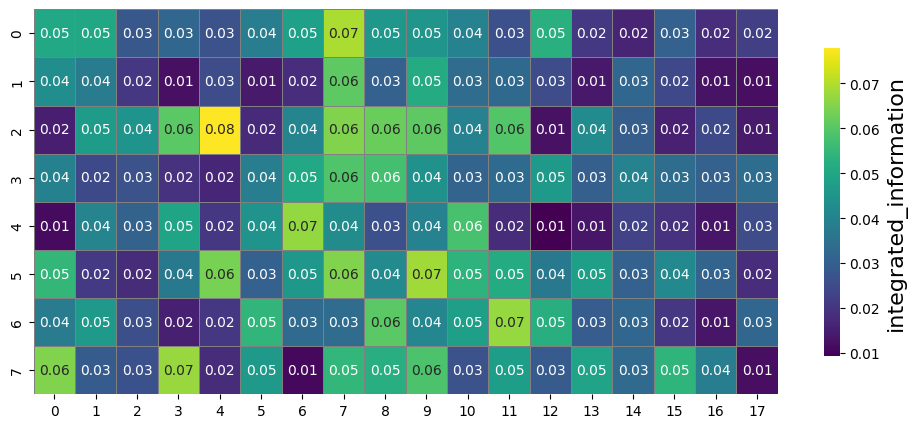 0 0.05 0.05 0.03 0.03 0.03 0.04 0.05 0.07 0.05 0.05 0.04 0.03 0.05 0.02 0.02 0.03 0.02 0.02
1 0.04 0.04 0.02 0.01 0.03 0.01 0.02 0.06 0.03 0.05 0.03 0.03 0.03 0.01 0.03 0.02 0.01 0.01
2 0.02 0.05 0.04 0.06 0.08 0.02 0.04 0.06 0.06 0.06 0.04 0.06 0.01 0.04 0.03 0.02 0.02 0.01
3 0.04 0.02 0.03 0.02 0.02 0.04 0.05 0.06 0.06 0.04 0.03 0.03 0.05 0.03 0.04 0.03 0.03 0.03
4 0.01 0.04 0.03 0.05 0.02 0.04 0.07 0.04 0.03 0.04 0.06 0.02 0.01 0.01 0.02 0.02 0.01 0.03
5 0.05 0.02 0.02 0.04 0.06 0.03 0.05 0.06 0.04 0.07 0.05 0.05 0.04 0.05 0.03 0.04 0.03 0.02
6 0.04 0.05 0.03 0.02 0.02 0.05 0.03 0.03 0.06 0.04 0.05 0.07 0.05 0.03 0.03 0.02 0.01 0.03
7 0.06 0.03 0.03 0.07 0.02 0.05 0.01 0.05 0.05 0.06 0.03 0.05 0.03 0.05 0.03 0.05 0.04 0.01
0 1 2 3 4 5 6 7 8 9 10 11 12 13 14 15 16 17
0.07
0.06
0.05
0.04
0.03
0.02
0.01
integrated_information